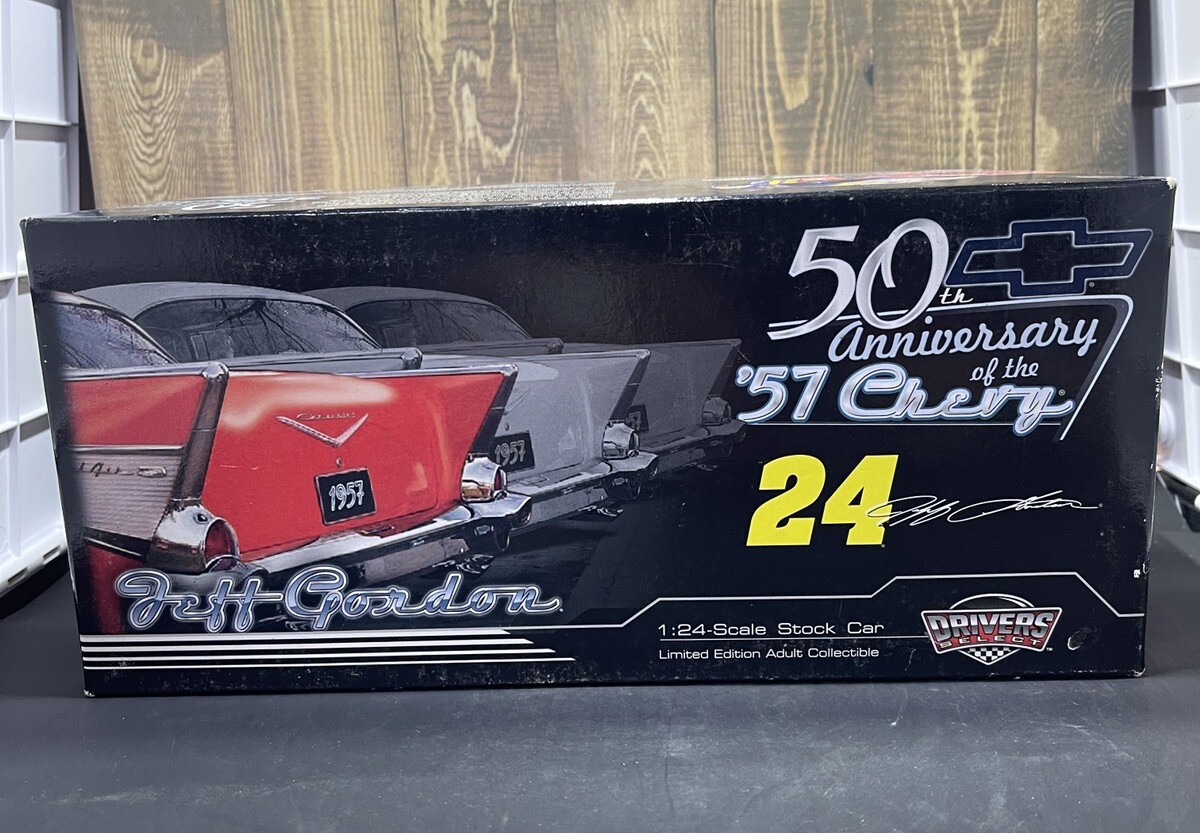 50th
Anniversary
of the
'57 Chevy
1957
1957
24
Jeff Gordon
1:24-Scale Stock Car
Limited Edition Adult Collectible
DRIVERS
SELECT